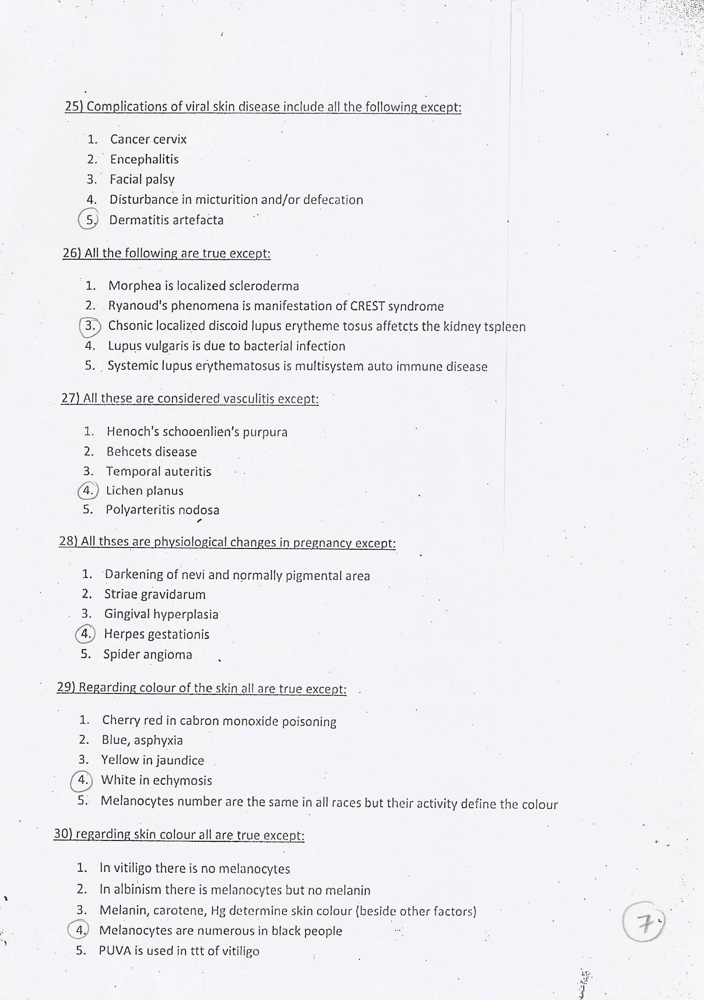 25) Complications of viral skin disease include all the following except:
1. Cancer cervix
2. Encephalitis
3. Facial palsy
4. Disturbance in micturition and/or defecation
5. Dermatitis artefacta
26) All the following are true except:
1. Morphea is localized scleroderma
2. Ryanoud's phenomena is manifestation of CREST syndrome
3. Chsonic localized discoid lupus erytheme tosus affetcts the kidney tspleen
4. Lupus vulgaris is due to bacterial infection
5. Systemic lupus erythematosus is multisystem auto immune disease
27) All these are considered vasculitis except:
1. Henoch's schooenlien's purpura
2. Behcets disease
3. Temporal auteritis
4. Lichen planus
5. Polyarteritis nodosa
28) All thses are physiological changes in pregnancy except:
1. Darkening of nevi and normally pigmental area
2. Striae gravidarum
3. Gingival hyperplasia
4. Herpes gestationis
5. Spider angioma
29) Regarding colour of the skin all are true except:
1. Cherry red in cabron monoxide poisoning
2. Blue, asphyxia
3. Yellow in jaundice
4. White in echymosis
5. Melanocytes number are the same in all races but their activity define the colour
30) regarding skin colour all are true except:
1. In vitiligo there is no melanocytes
2. In albinism there is melanocytes but no melanin
3. Melanin, carotene, Hg determine skin colour (beside other factors)
4. Melanocytes are numerous in black people
5. PUVA is used in ttt of vitiligo
7